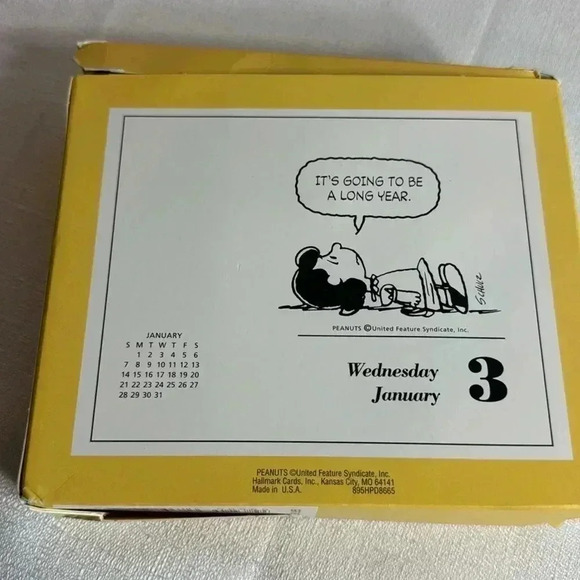 IT'S GOING TO BE
A LONG YEAR.
SCHULZ
PEANUTS ©United Feature Syndicate, Inc.
JANUARY
S M T W T F S
1 2 3 4 5 6
7 8 9 10 11 12 13
14 15 16 17 18 19 20
21 22 23 24 25 26 27
28 29 30 31
Wednesday
January
3
PEANUTS ©United Feature Syndicate, Inc.
Hallmark Cards, Inc., Kansas City, MO 64141
Made in U.S.A. 895HPD8665